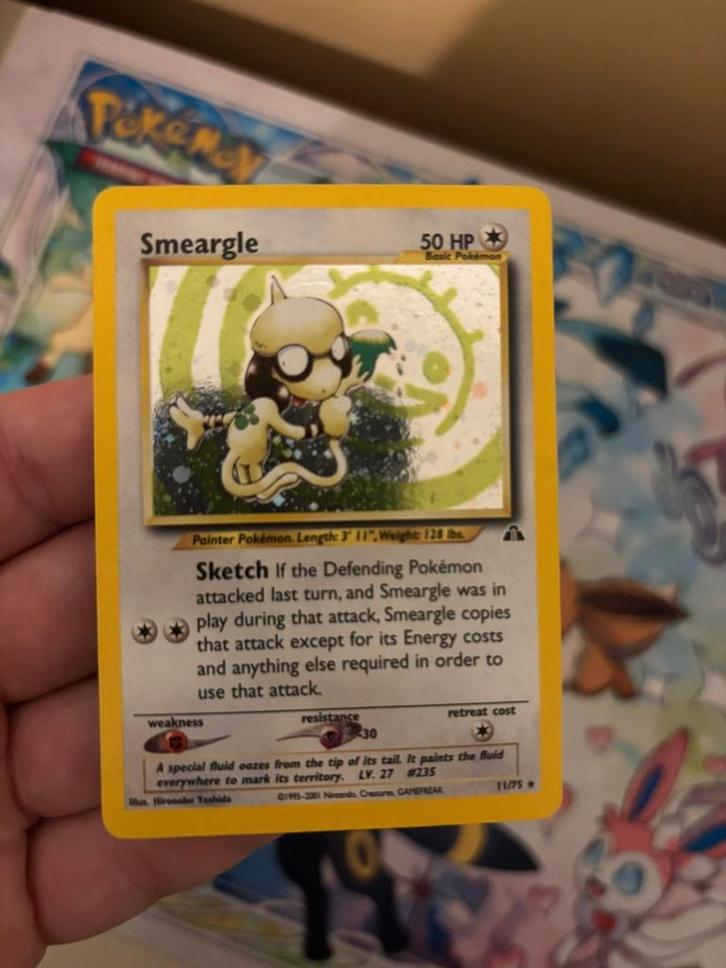 POKéMON
Smeargle
50 HP
Basic Pokémon
Painter Pokémon. Length: 3' 11", Weight: 128 lbs.
Sketch If the Defending Pokémon
attacked last turn, and Smeargle was in
play during that attack, Smeargle copies
that attack except for its Energy costs
and anything else required in order to
use that attack.
weakness
resistance
-30
retreat cost
A special fluid oozes from the tip of its tail. It paints the fluid
everywhere to mark its territory. LV. 27 #235
Illus. Hironobu Yoshida
©1995-2001 Nintendo, Creatures, GAMEFREAK.
11/75 ★